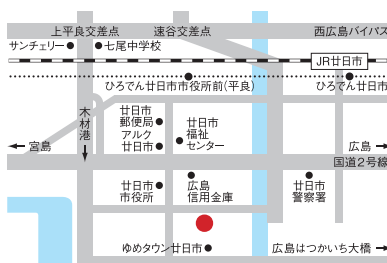 上平良交差点
速谷交差点
西広島バイパス
サンチェリー
七尾中学校
JR廿日市
ひろでん廿日市市役所前(平良)
ひろでん廿日市
木材港
廿日市
郵便局
アルク
廿日市
廿日市
福祉
センター
宮島
広島
国道2号線
廿日市
市役所
広島
信用金庫
廿日市
警察署
ゆめタウン廿日市
広島はつかいち大橋